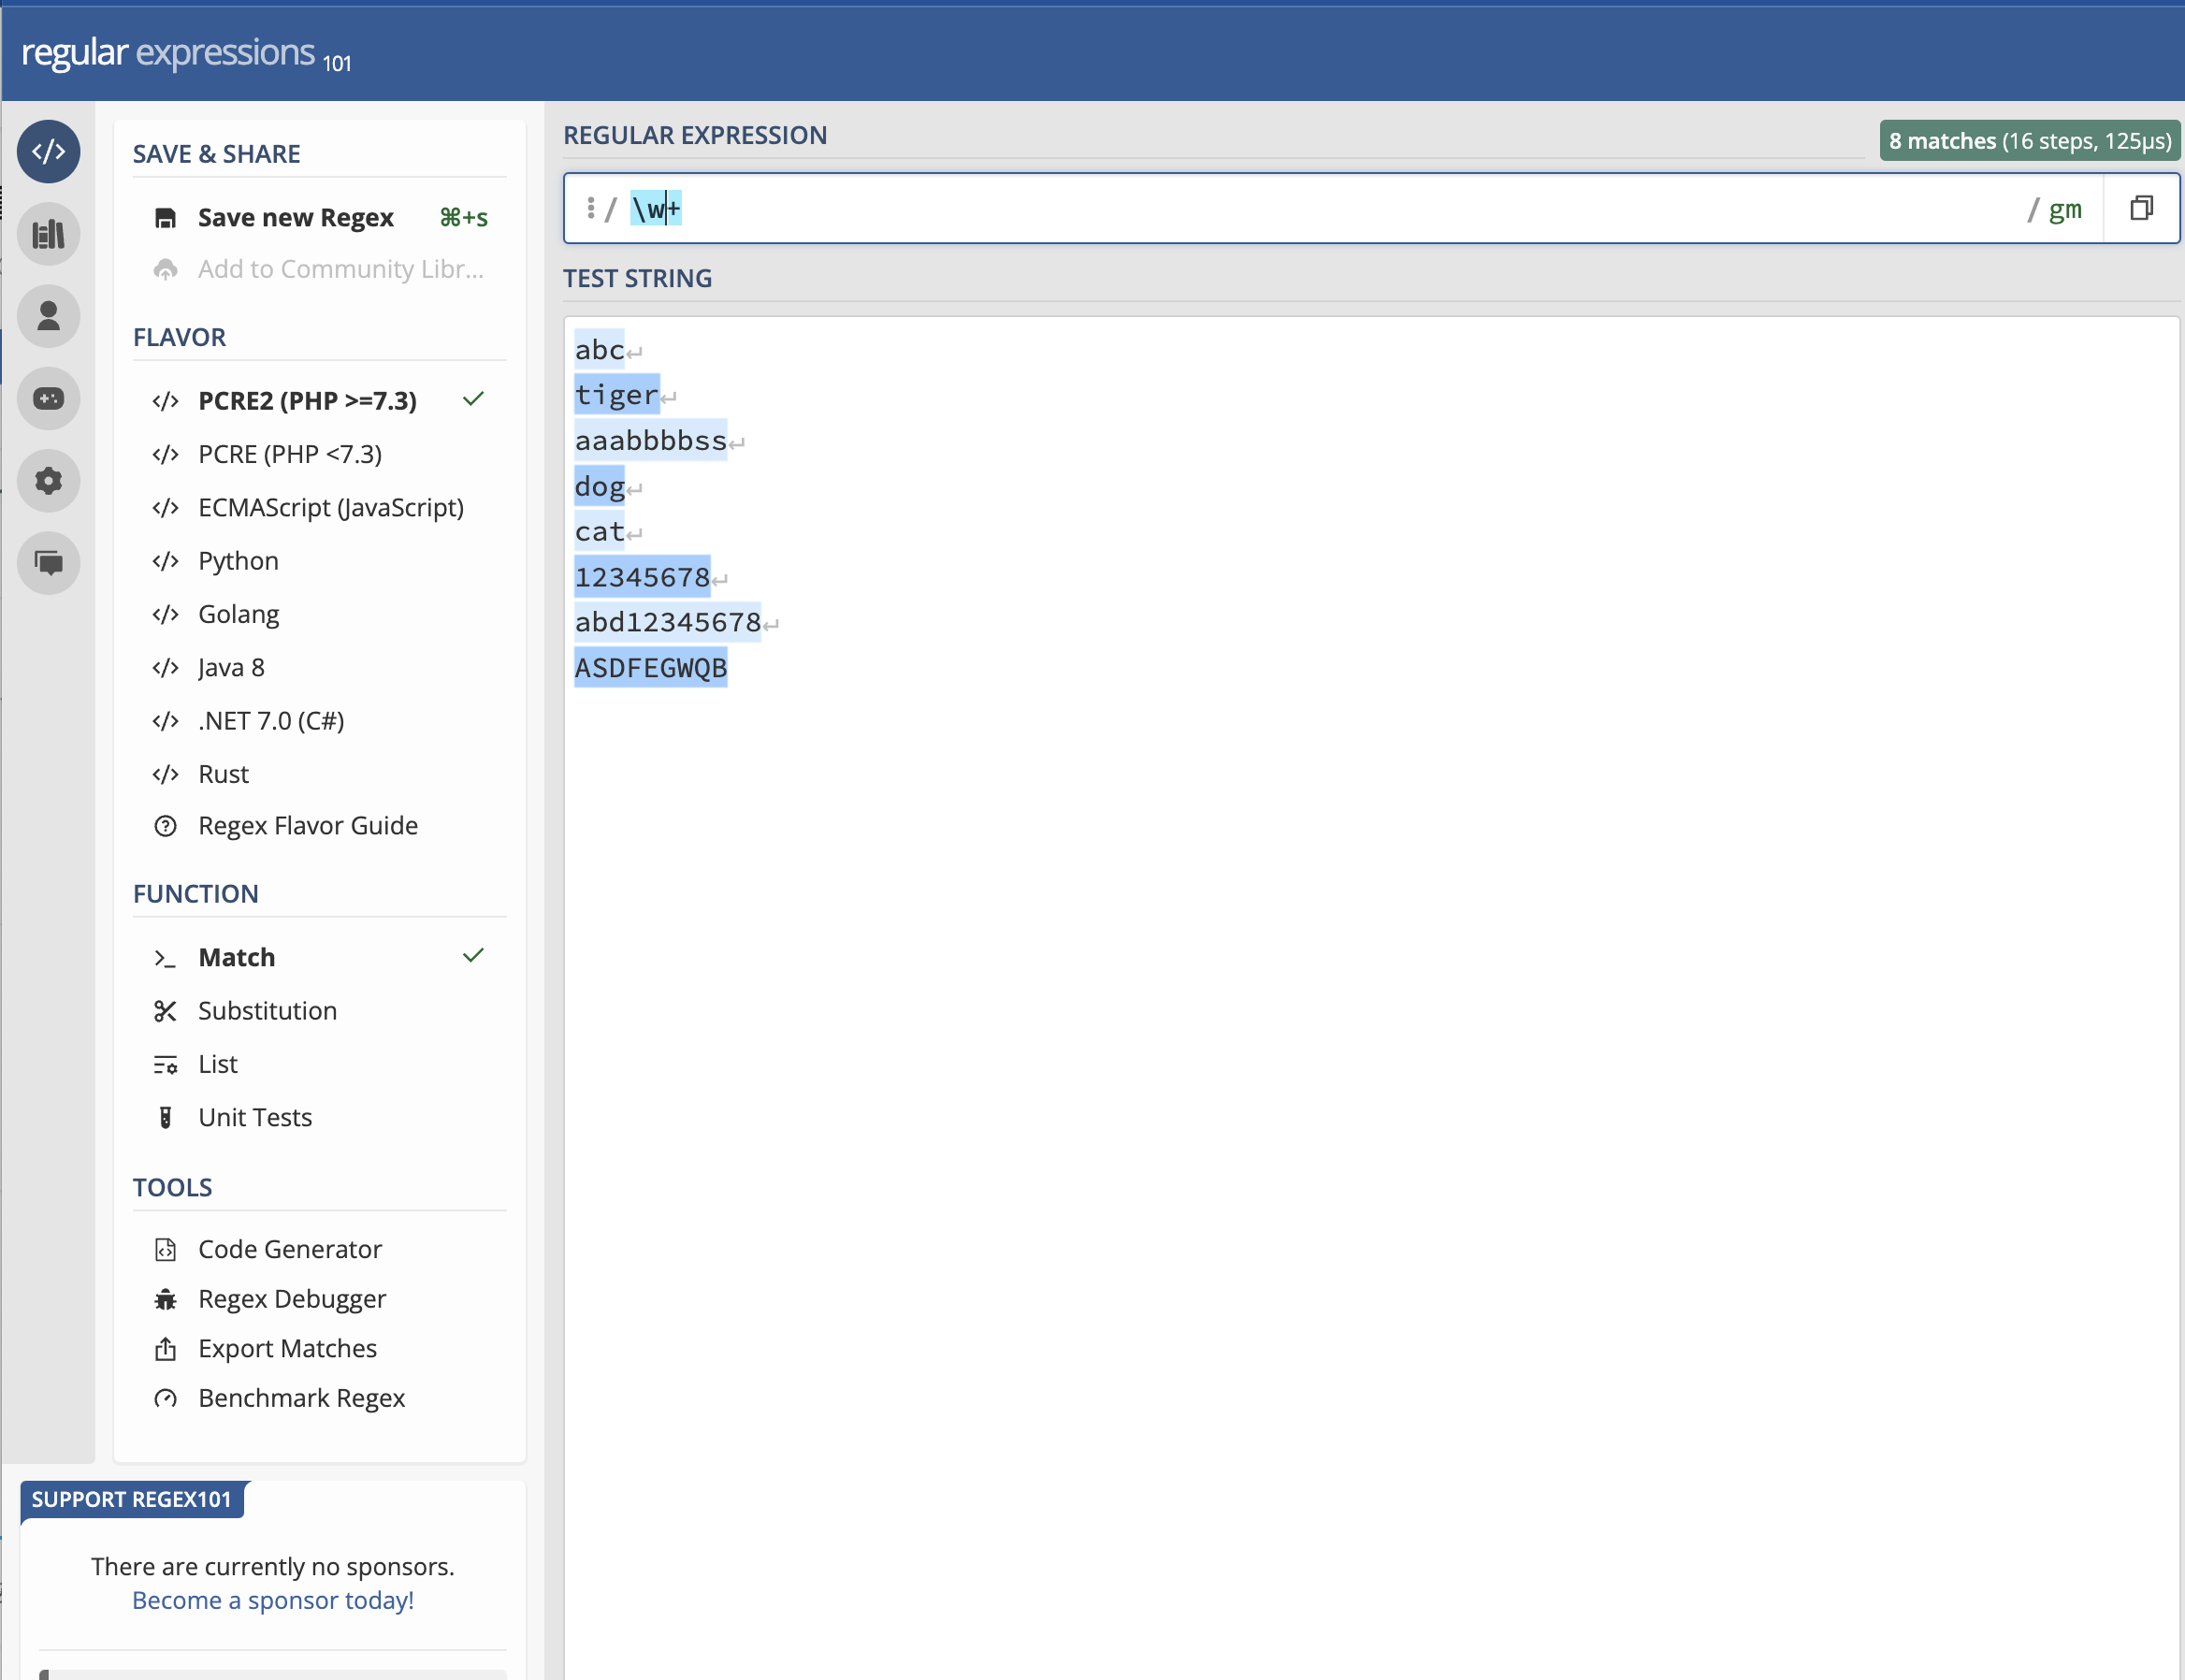 regular expressions 101
SAVE & SHARE
Save new Regex ⌘+s
Add to Community Libr...
FLAVOR
</> PCRE2 (PHP >=7.3)
</> PCRE (PHP <7.3)
</> ECMAScript (JavaScript)
</> Python
</> Golang
</> Java 8
</> .NET 7.0 (C#)
</> Rust
Regex Flavor Guide
FUNCTION
Match
Substitution
List
Unit Tests
TOOLS
Code Generator
Regex Debugger
Export Matches
Benchmark Regex
SUPPORT REGEX101
There are currently no sponsors.
Become a sponsor today!
REGULAR EXPRESSION
8 matches (16 steps, 125μs)
/ \w+ / gm
TEST STRING
abc
tiger
aaabbbbss
dog
cat
12345678
abd12345678
ASDFEGWQB